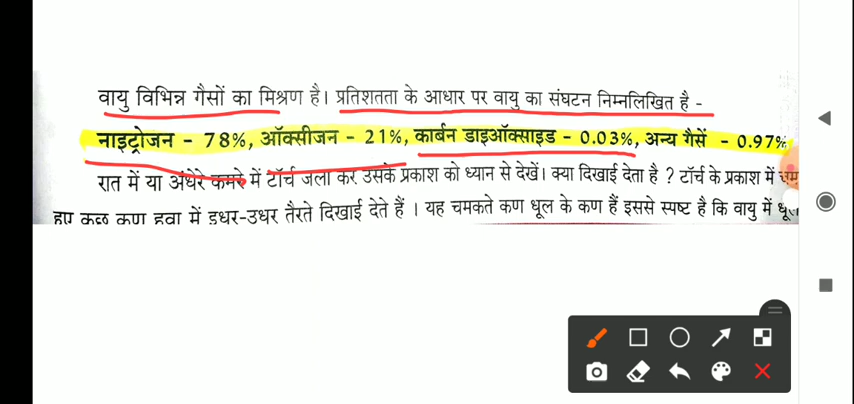 वायु विभिन्न गैसों का मिश्रण है। प्रतिशतता के आधार पर वायु का संघटन निम्नलिखित है -
नाइट्रोजन - 78%, ऑक्सीजन - 21%, कार्बन डाइऑक्साइड - 0.03%, अन्य गैसें - 0.97%
रात में या अंधेरे कमरे में टॉर्च जला कर उसके प्रकाश को ध्यान से देखें। क्या दिखाई देता है ? टॉर्च के प्रकाश में
हुए कुछ कण हवा में इधर-उधर तैरते दिखाई देते हैं । यह चमकते कण धूल के कण हैं इससे स्पष्ट है कि वायु में